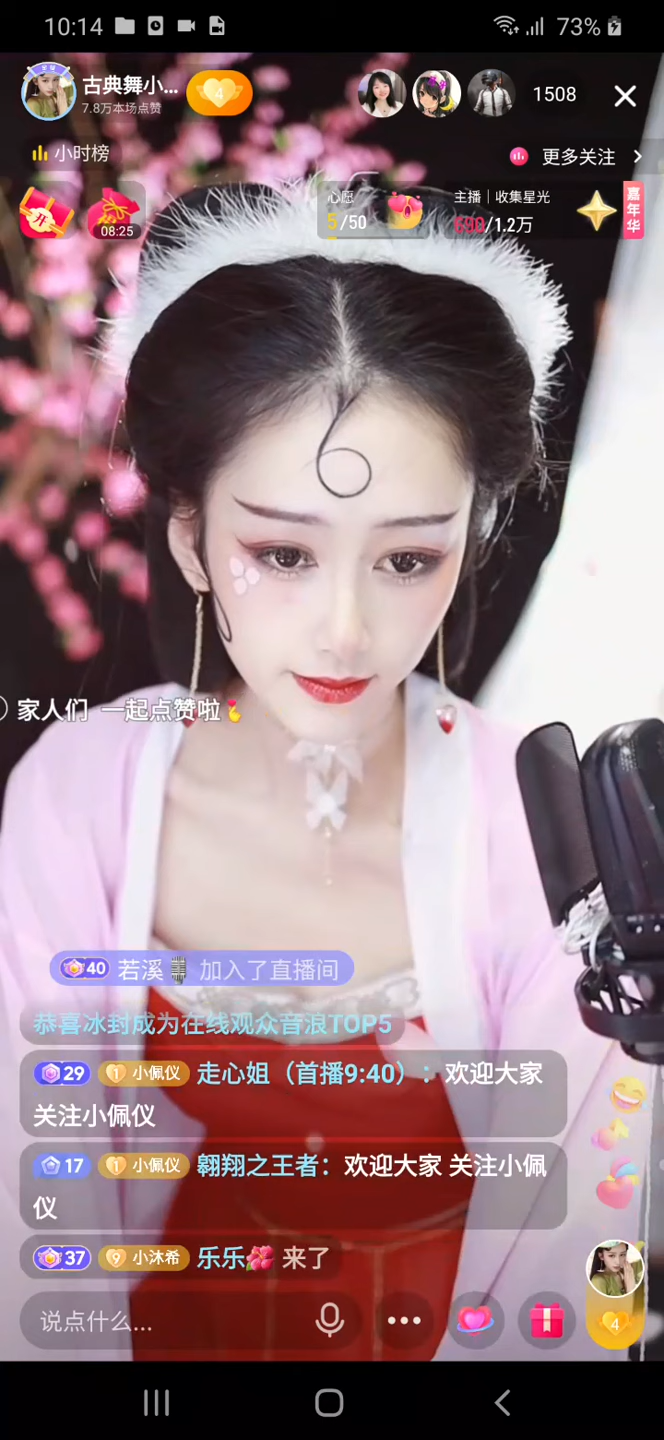 10:14
73%
古典舞小...
7.8万本场点赞
4
1508
小时榜
更多关注
开
08:25
心愿
5/50
主播｜收集星光
690/1.2万
嘉年华
家人们 一起点赞啦
40 若溪 加入了直播间
恭喜冰封成为在线观众音浪TOP5
29 1 小佩仪 走心姐（首播9:40）：欢迎大家
关注小佩仪
17 1 小佩仪 翱翔之王者：欢迎大家 关注小佩
仪
37 9 小沐希 乐乐🌺 来了
说点什么...
4